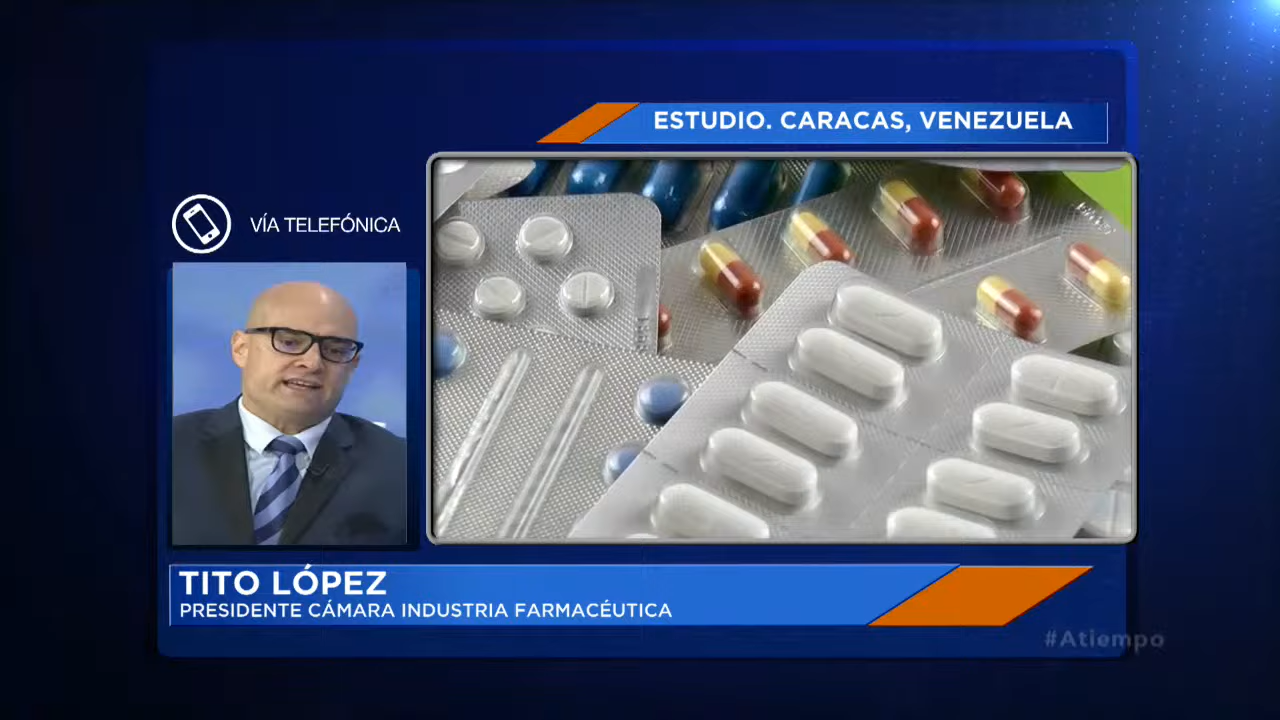 ESTUDIO. CARACAS, VENEZUELA
VÍA TELEFÓNICA
TITO LÓPEZ
PRESIDENTE CÁMARA INDUSTRIA FARMACÉUTICA
#Atiempo